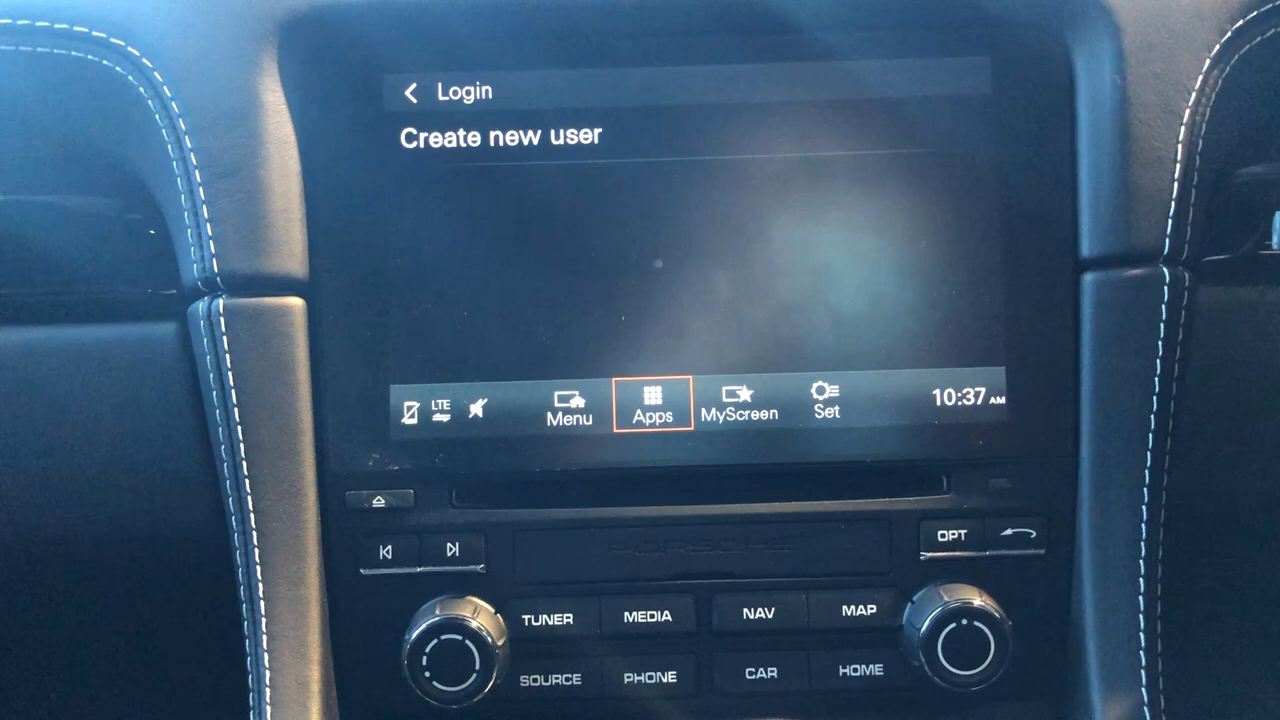 Login
Create new user
LTE
Menu
Apps
MyScreen
Set
10:37 AM
PORSCHE
OPT
TUNER
MEDIA
NAV
MAP
SOURCE
PHONE
CAR
HOME